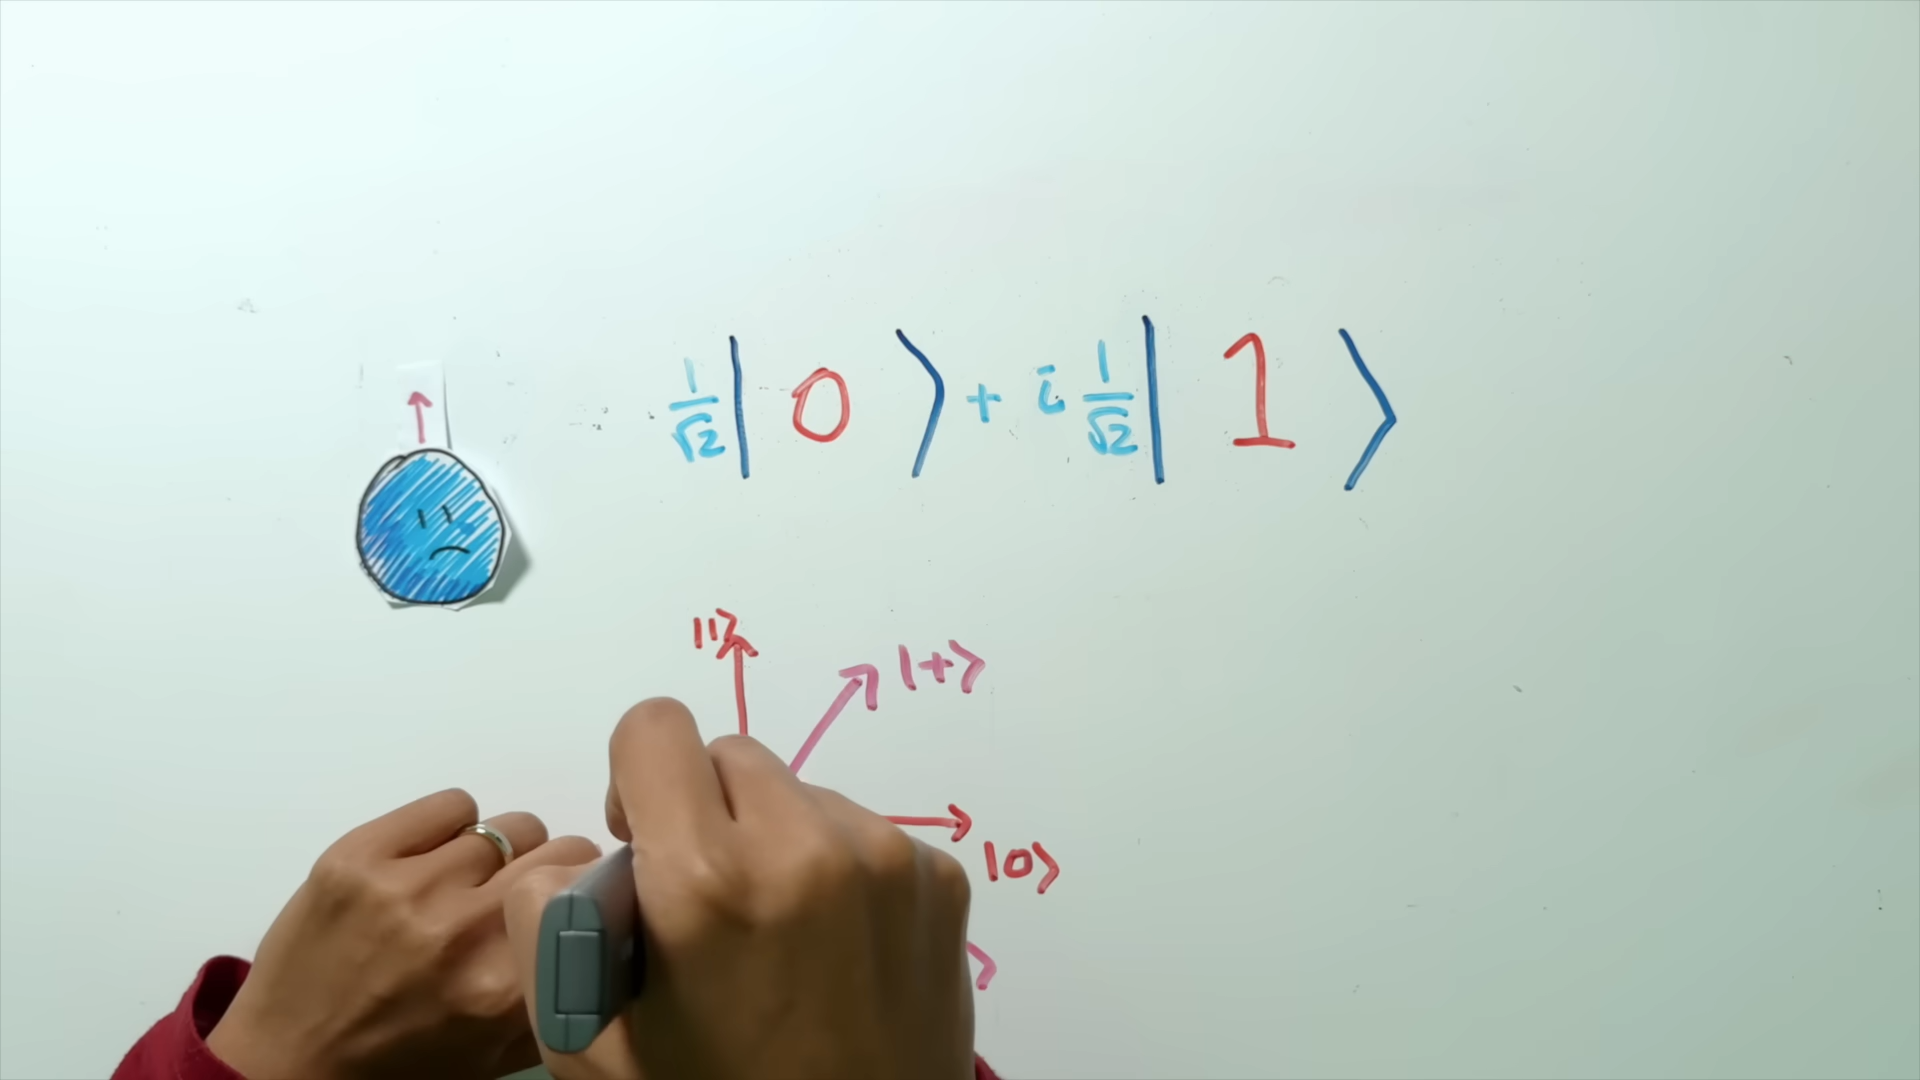 1/√2 |0⟩ + i 1/√2 |1⟩
|1⟩
|+⟩
|0⟩